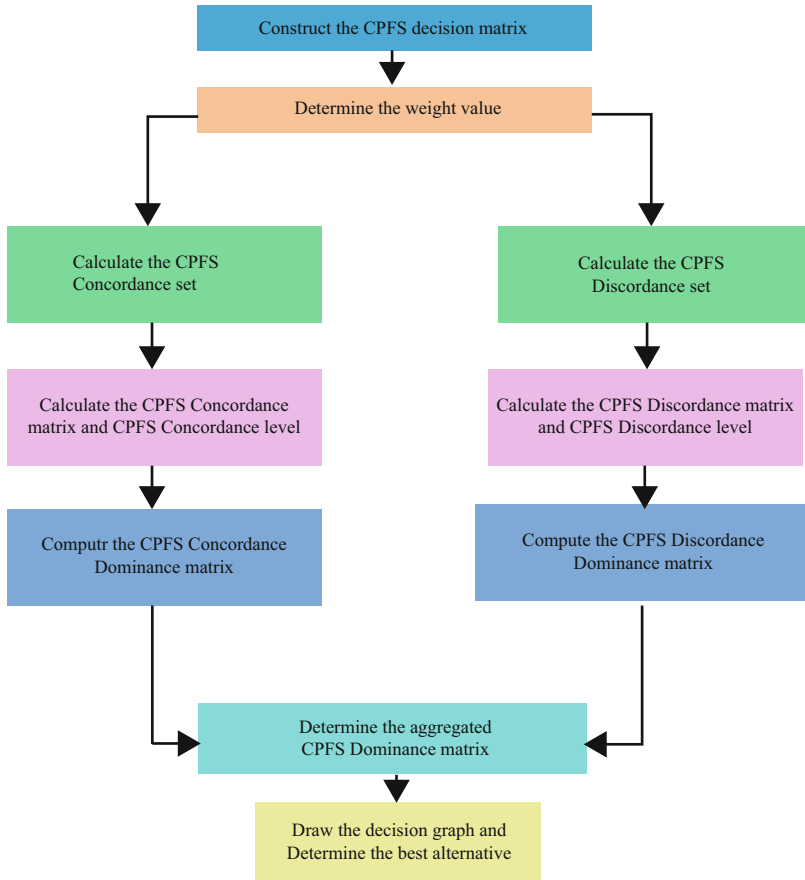 Construct the CPFS decision matrix
Determine the weight value
Calculate the CPFS
Concordance set
Calculate the CPFS
Discordance set
Calculate the CPFS Concordance
matrix and CPFS Concordance level
Calculate the CPFS Discordance matrix
and CPFS Discordance level
Computr the CPFS Concordance
Dominance matrix
Compute the CPFS Discordance
Dominance matrix
Determine the aggregated
CPFS Dominance matrix
Draw the decision graph and
Determine the best alternative